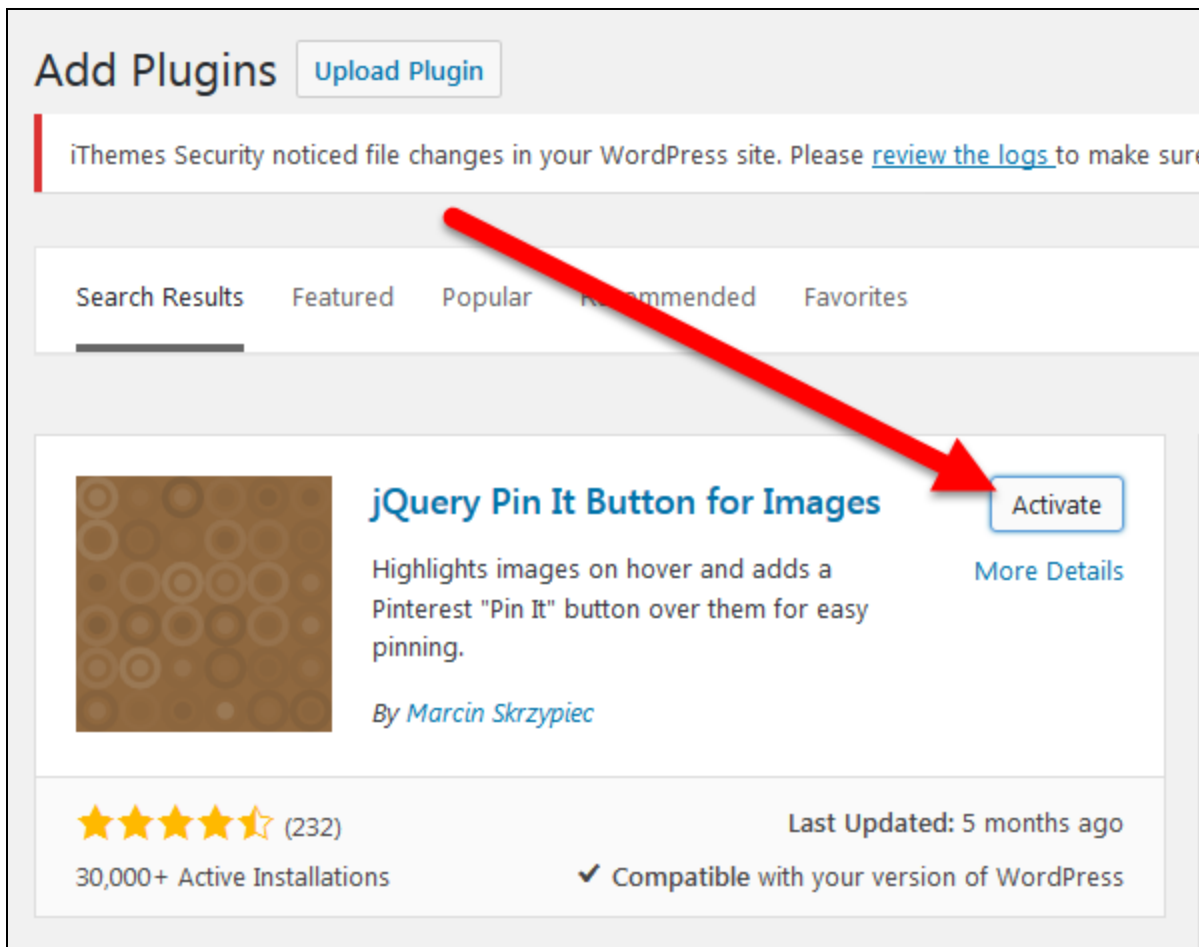 Add Plugins Upload Plugin
iThemes Security noticed file changes in your WordPress site. Please review the logs to make sure
Search Results Featured Popular Recommended Favorites
jQuery Pin It Button for Images
Activate
Highlights images on hover and adds a
Pinterest "Pin It" button over them for easy
pinning.
More Details
By Marcin Skrzypiec
(232)
Last Updated: 5 months ago
30,000+ Active Installations
✔ Compatible with your version of WordPress